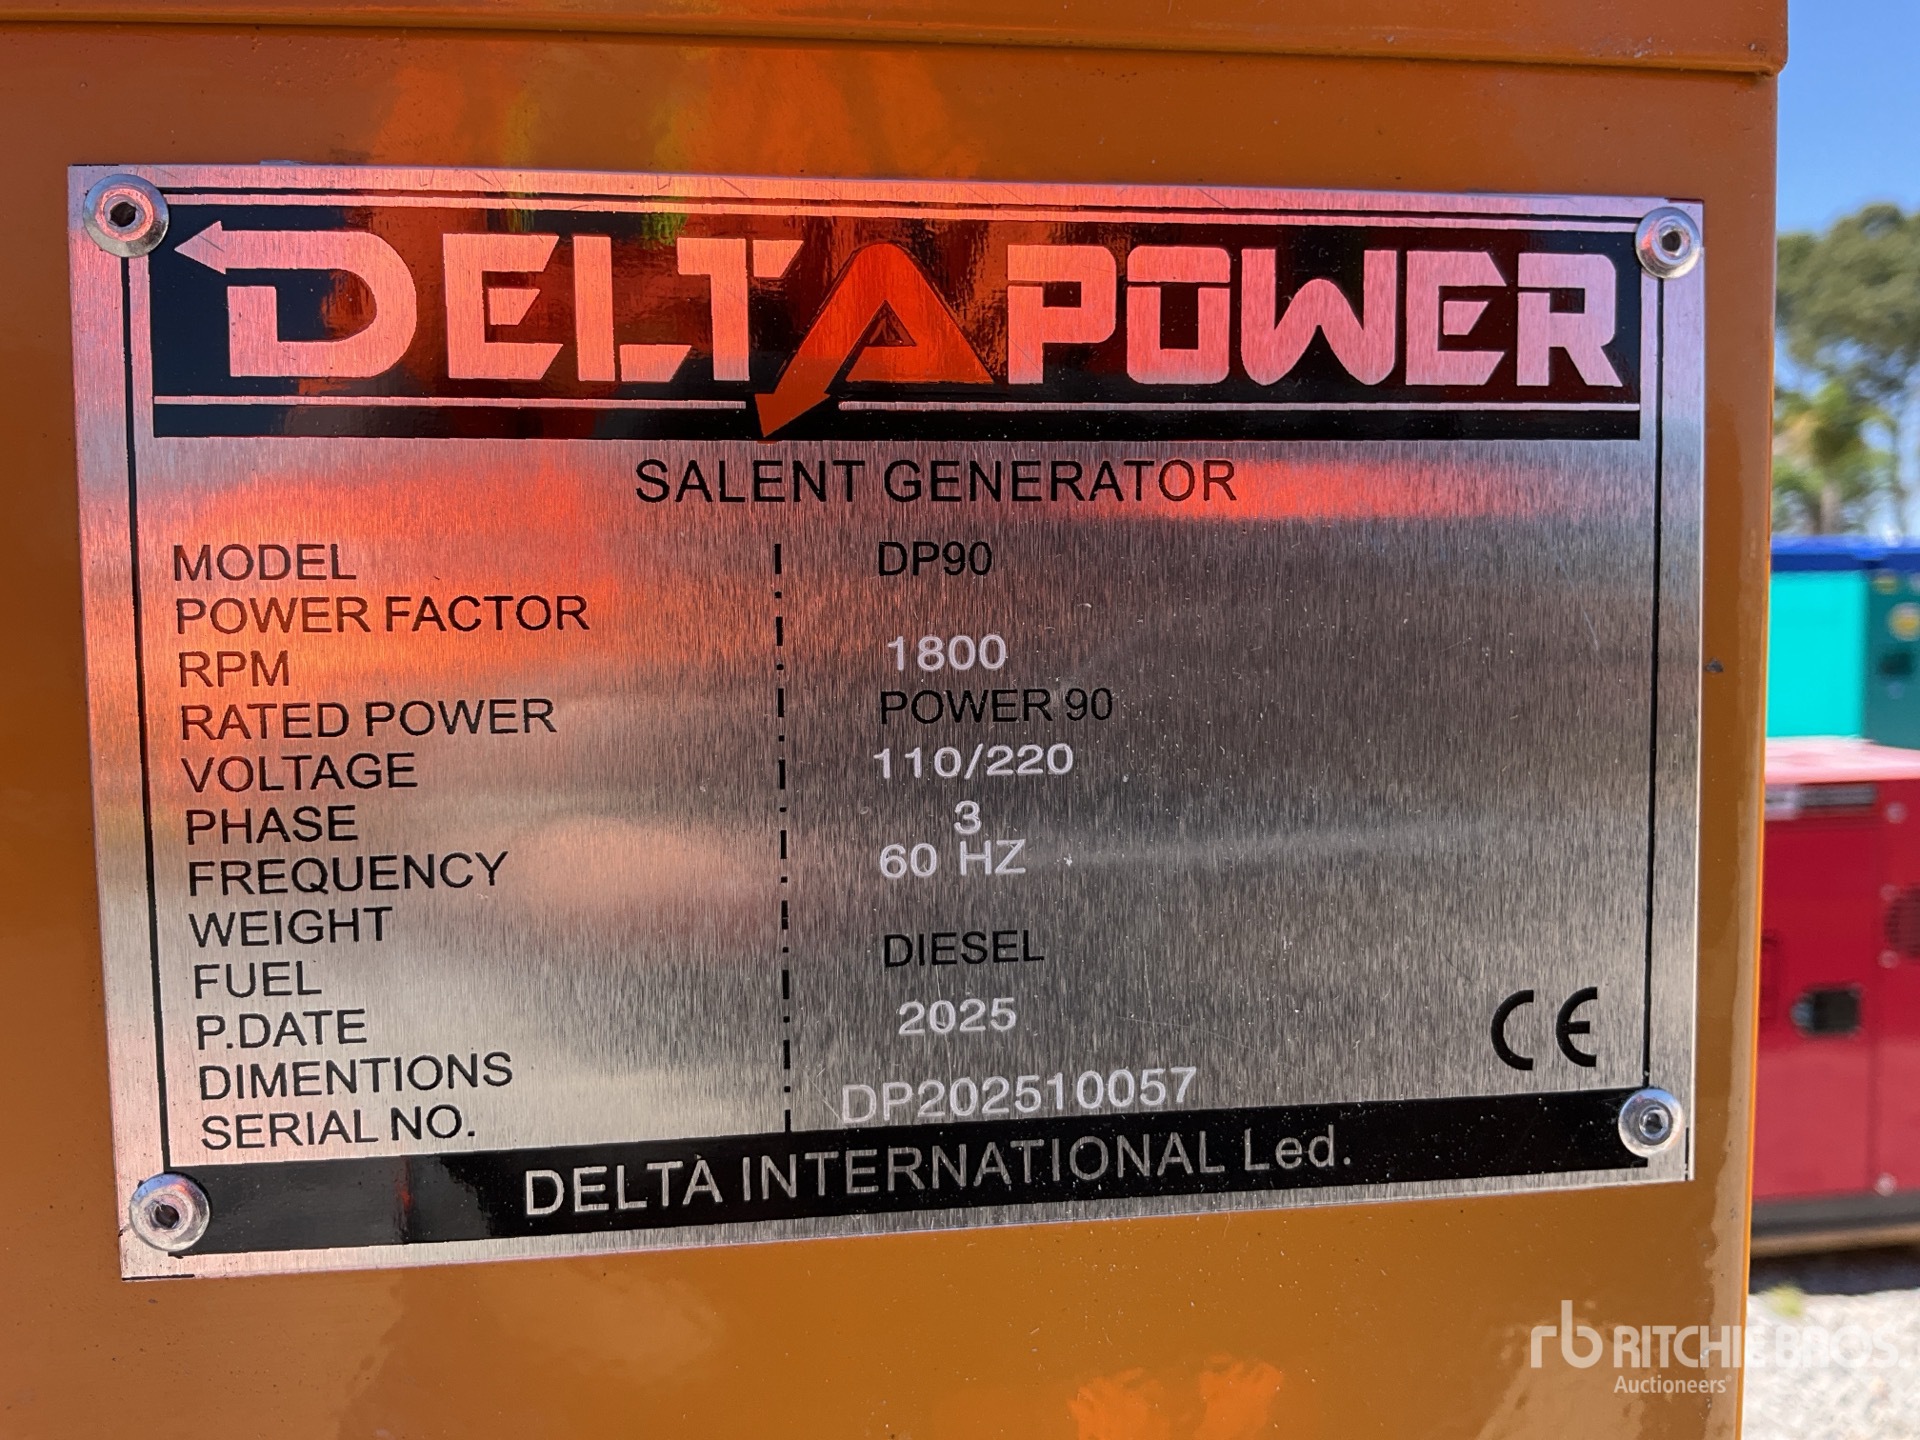 DELTA POWER
SALENT GENERATOR
MODEL DP90
POWER FACTOR
RPM 1800
RATED POWER POWER 90
VOLTAGE 110/220
PHASE 3
FREQUENCY 60 HZ
WEIGHT
FUEL DIESEL
P.DATE 2025
DIMENTIONS
SERIAL NO. DP202510057
CE
DELTA INTERNATIONAL Led.
rb RITCHIE BROS.
Auctioneers